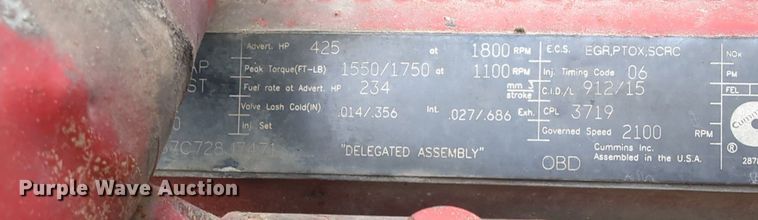 Advert. HP 425 at 1800 RPM
Peak Torque(FT-LB) 1550/1750 at 1100 RPM
Fuel rate at Advert. HP 234 mm 3 stroke
Valve Lash Cold(IN) .014/.356 Int. .027/.686 Exh.
Inj. Set
"DELEGATED ASSEMBLY"
E.C.S. EGR,PTOX,SCRC
Inj. Timing Code 06
C.I.D./L 912/15
CPL 3719
Governed Speed 2100 RPM
Cummins Inc.
OBD Assembled in the U.S.A.
NOx
PM
FEL
Cummins
®
Purple Wave Auction